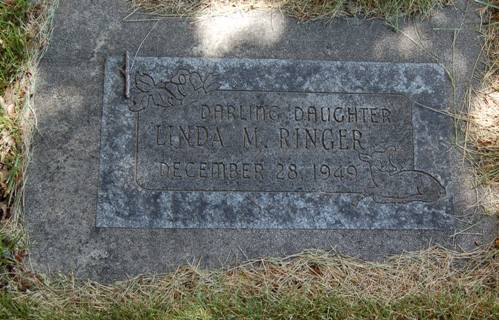 DARLING DAUGHTER
LINDA M. RINGER
DECEMBER 28, 1949